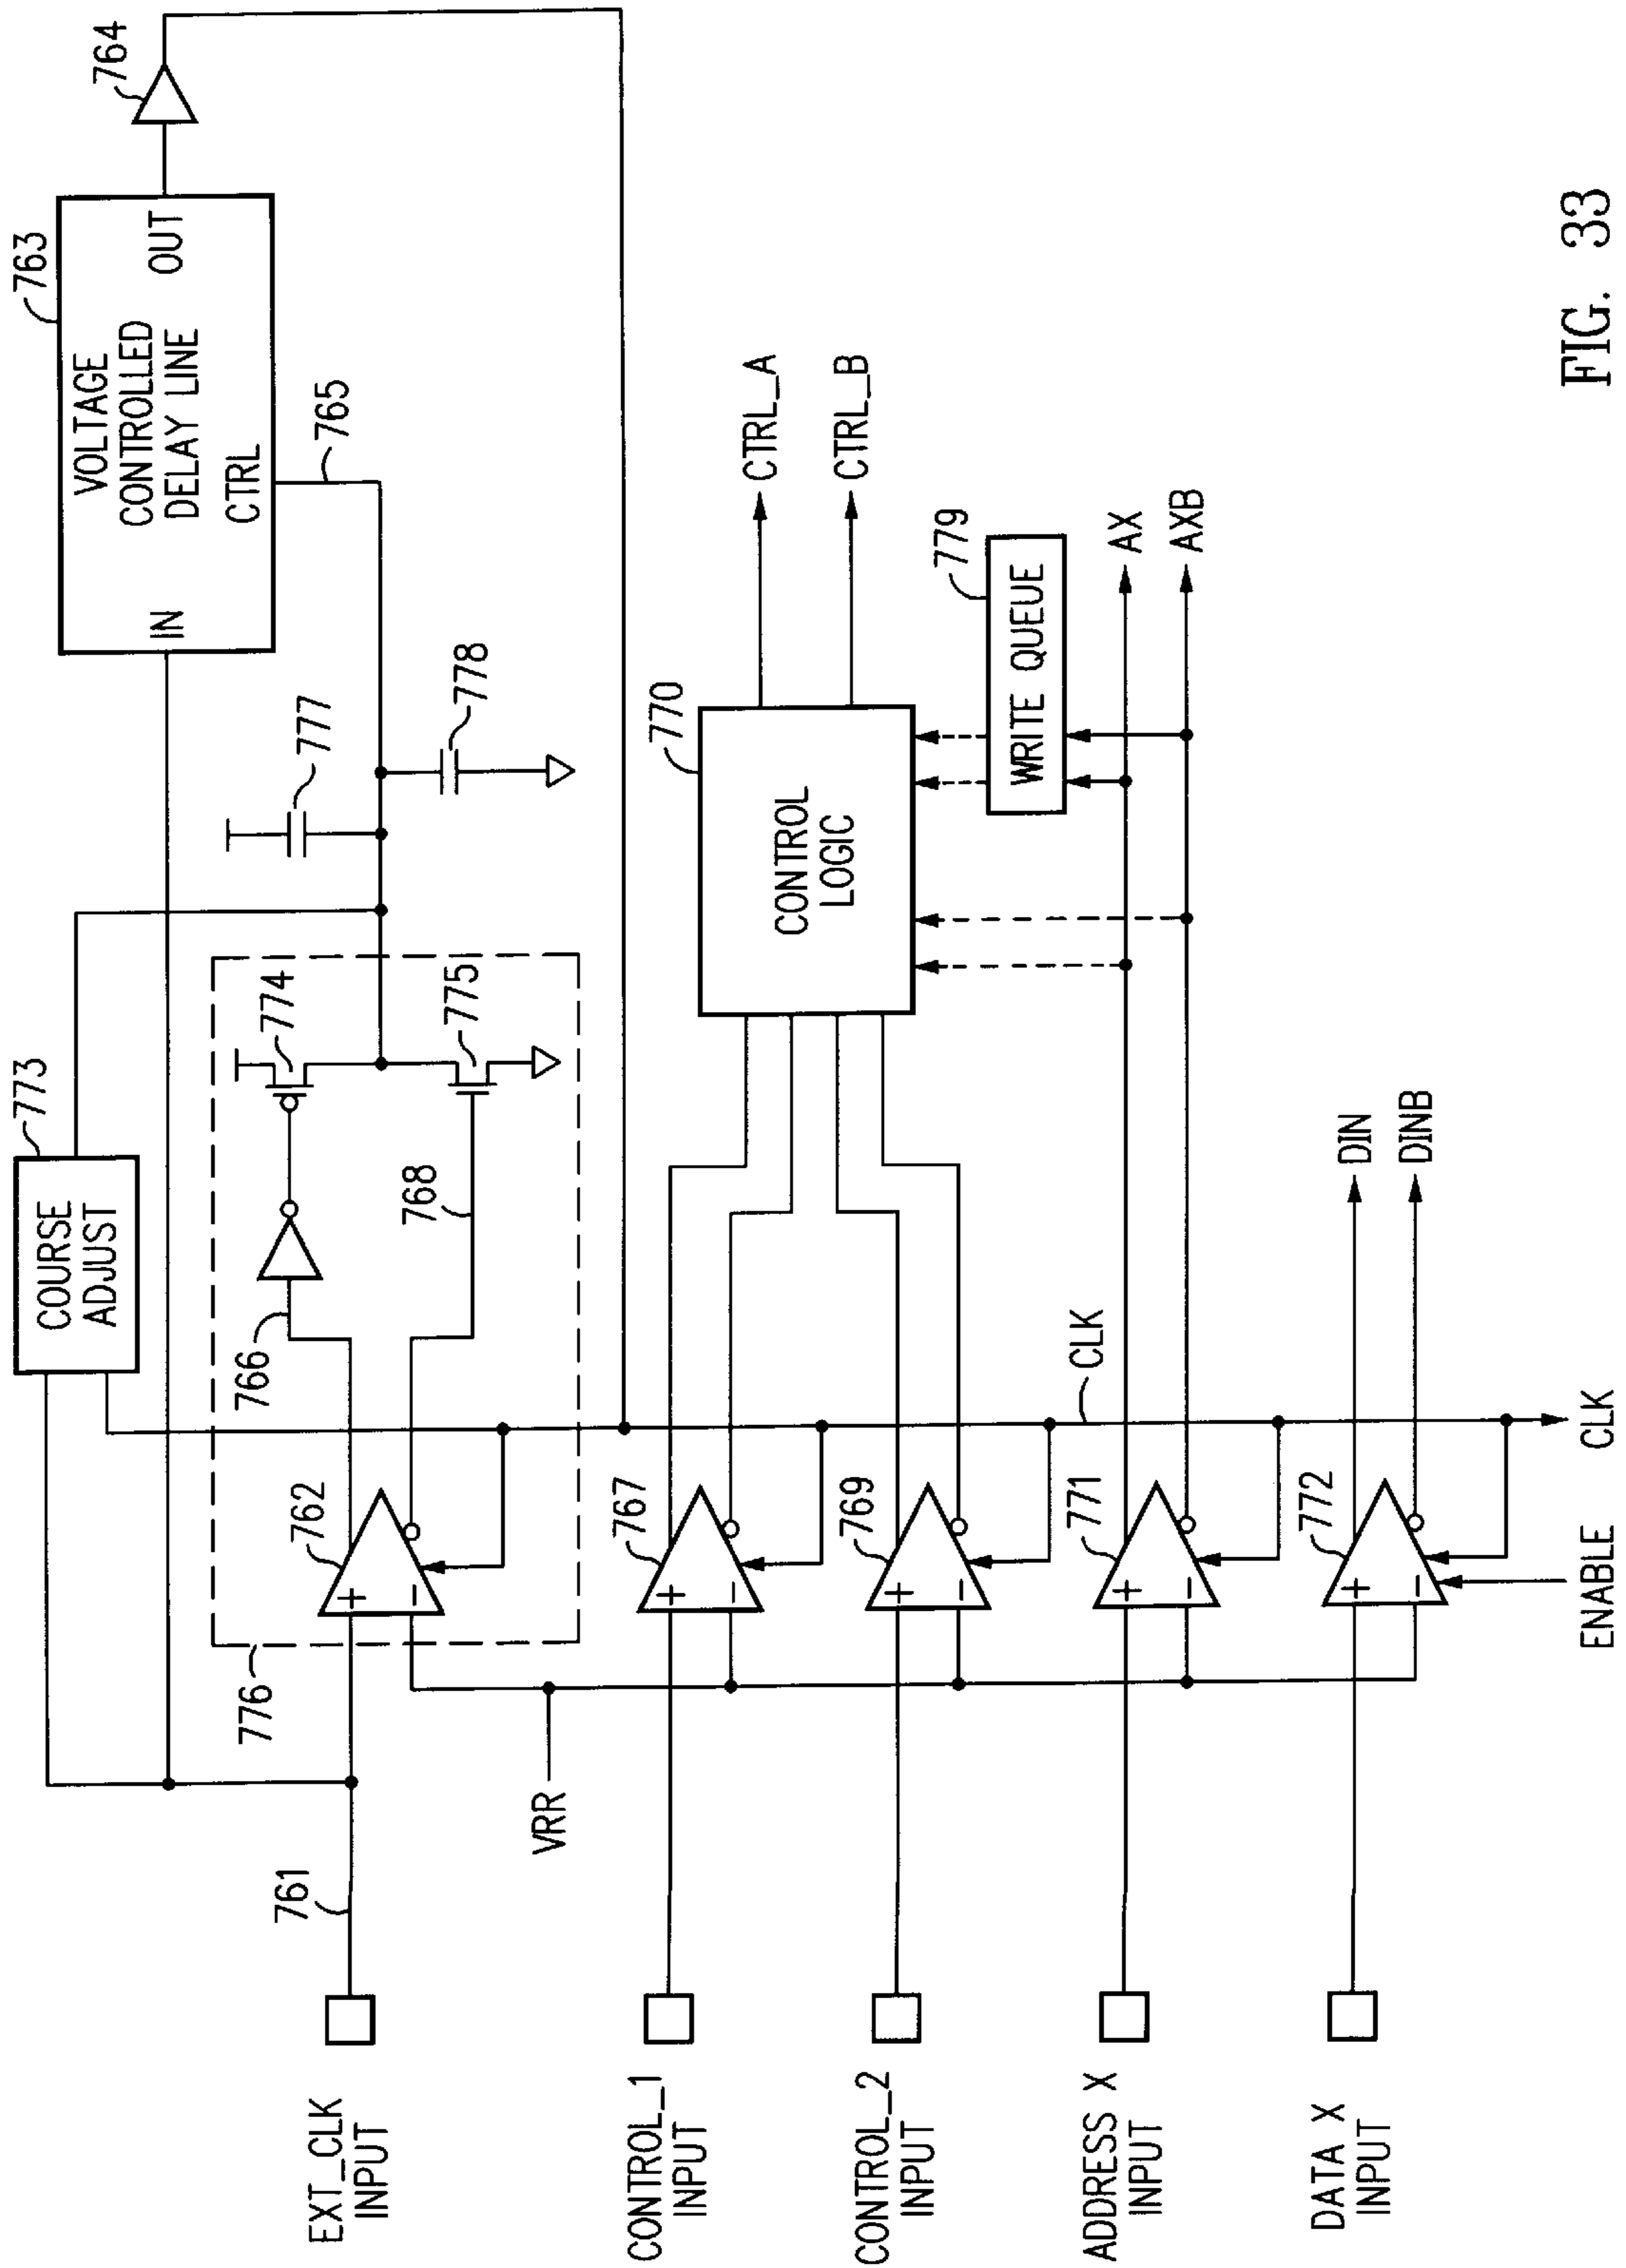 763
764
VOLTAGE
CONTROLLED
DELAY LINE
IN
OUT
CTRL
765
773
COURSE
ADJUST
777
778
774
775
766
768
762
776
761
EXT_CLK
INPUT
VRR
767
770
CONTROL
LOGIC
CTRL_A
CTRL_B
CONTROL_1
INPUT
769
779
WRITE QUEUE
CONTROL_2
INPUT
771
CLK
AX
AXB
ADDRESS X
INPUT
772
DIN
DINB
DATA X
INPUT
ENABLE
CLK
FIG. 33